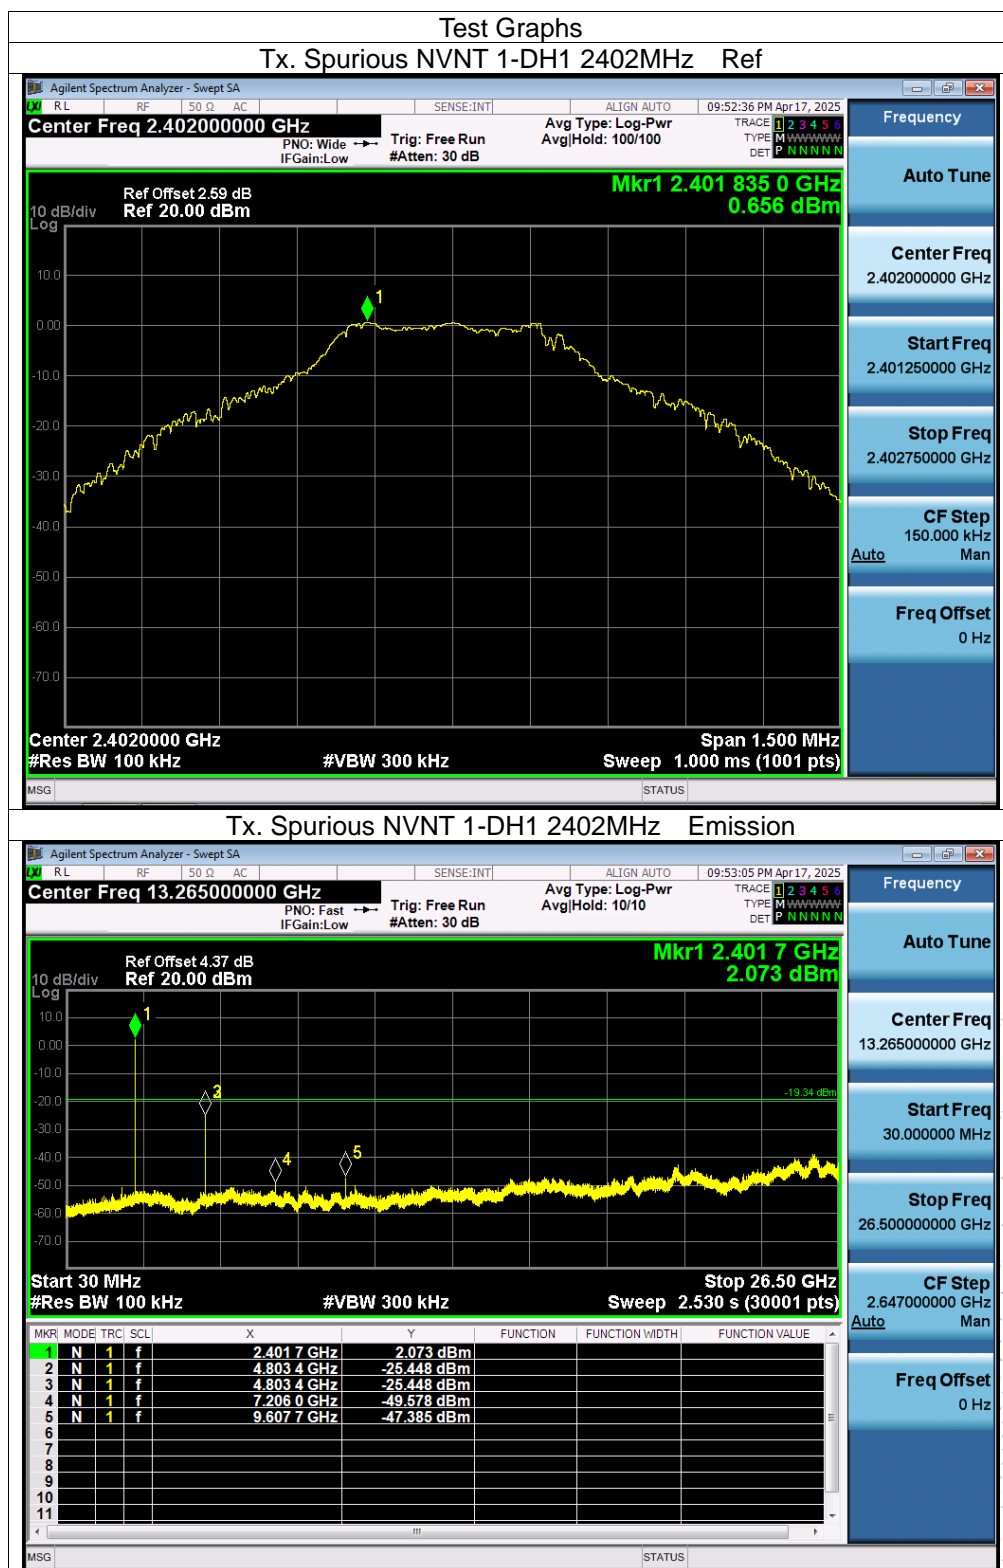 Test Graphs
Tx. Spurious NVNT 1-DH1 2402MHz Ref
Agilent Spectrum Analyzer - Swept SA
LXI RL RF 50 Ω AC SENSE:INT ALIGN AUTO 09:52:36 PM Apr 17, 2025
Center Freq 2.402000000 GHz
PNO: Wide
IFGain:Low
Trig: Free Run
#Atten: 30 dB
Avg Type: Log-Pwr
Avg|Hold: 100/100
TRACE 1 2 3 4 5 6
TYPE M WWWWW
DET P N N N N N
Frequency
Auto Tune
Center Freq
2.402000000 GHz
Start Freq
2.401250000 GHz
Stop Freq
2.402750000 GHz
CF Step
150.000 kHz
Auto Man
Freq Offset
0 Hz
Mkr1 2.401 835 0 GHz
0.656 dBm
Ref Offset 2.59 dB
10 dB/div Ref 20.00 dBm
Log
1
10.0
0.00
-10.0
-20.0
-30.0
-40.0
-50.0
-60.0
-70.0
Center 2.4020000 GHz Span 1.500 MHz
#Res BW 100 kHz #VBW 300 kHz Sweep 1.000 ms (1001 pts)
MSG STATUS
Tx. Spurious NVNT 1-DH1 2402MHz Emission
Agilent Spectrum Analyzer - Swept SA
LXI RL RF 50 Ω AC SENSE:INT ALIGN AUTO 09:53:05 PM Apr 17, 2025
Center Freq 13.265000000 GHz
PNO: Fast
IFGain:Low
Trig: Free Run
#Atten: 30 dB
Avg Type: Log-Pwr
Avg|Hold: 10/10
TRACE 1 2 3 4 5 6
TYPE M WWWWW
DET P N N N N N
Frequency
Auto Tune
Center Freq
13.265000000 GHz
Start Freq
30.000000 MHz
Stop Freq
26.500000000 GHz
CF Step
2.647000000 GHz
Auto Man
Freq Offset
0 Hz
Mkr1 2.401 7 GHz
2.073 dBm
Ref Offset 4.37 dB
10 dB/div Ref 20.00 dBm
Log
10.0
0.00
-10.0
-20.0
-30.0
-40.0
-50.0
-60.0
-70.0
1
3
4
5
-19.34 dBm
Start 30 MHz Stop 26.50 GHz
#Res BW 100 kHz #VBW 300 kHz Sweep 2.530 s (30001 pts)
MKR MODE TRC SCL X Y FUNCTION FUNCTION WIDTH FUNCTION VALUE
1 N 1 f 2.401 7 GHz 2.073 dBm
2 N 1 f 4.803 4 GHz -25.448 dBm
3 N 1 f 4.803 4 GHz -25.448 dBm
4 N 1 f 7.206 0 GHz -49.578 dBm
5 N 1 f 9.607 7 GHz -47.385 dBm
6
7
8
9
10
11
MSG STATUS